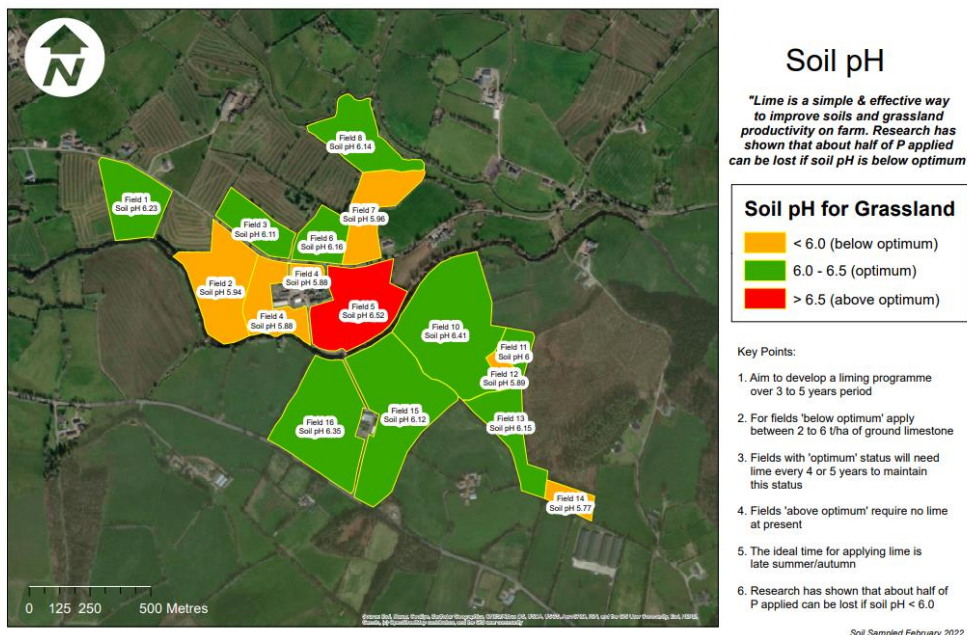 N
Soil pH
"Lime is a simple & effective way
to improve soils and grassland
productivity on farm. Research has
shown that about half of P applied
can be lost if soil pH is below optimum
Soil pH for Grassland
< 6.0 (below optimum)
6.0 - 6.5 (optimum)
> 6.5 (above optimum)
Key Points:
1. Aim to develop a liming programme
over 3 to 5 years period
2. For fields 'below optimum' apply
between 2 to 6 t/ha of ground limestone
3. Fields with 'optimum' status will need
lime every 4 or 5 years to maintain
this status
4. Fields 'above optimum' require no lime
at present
5. The ideal time for applying lime is
late summer/autumn
6. Research has shown that about half of
P applied can be lost if soil pH < 6.0
Soil Sampled February 2022
Field 8
Soil pH 6.14
Field 1
Soil pH 6.23
Field 7
Soil pH 5.96
Field 3
Soil pH 6.11
Field 6
Soil pH 6.16
Field 4
Soil pH 5.88
Field 2
Soil pH 5.94
Field 5
Soil pH 6.52
Field 4
Soil pH 5.88
Field 10
Soil pH 6.41
Field 11
Soil pH 6
Field 12
Soil pH 5.89
Field 15
Soil pH 6.12
Field 13
Soil pH 6.15
Field 16
Soil pH 6.35
Field 14
Soil pH 5.77
0 125 250 500 Metres